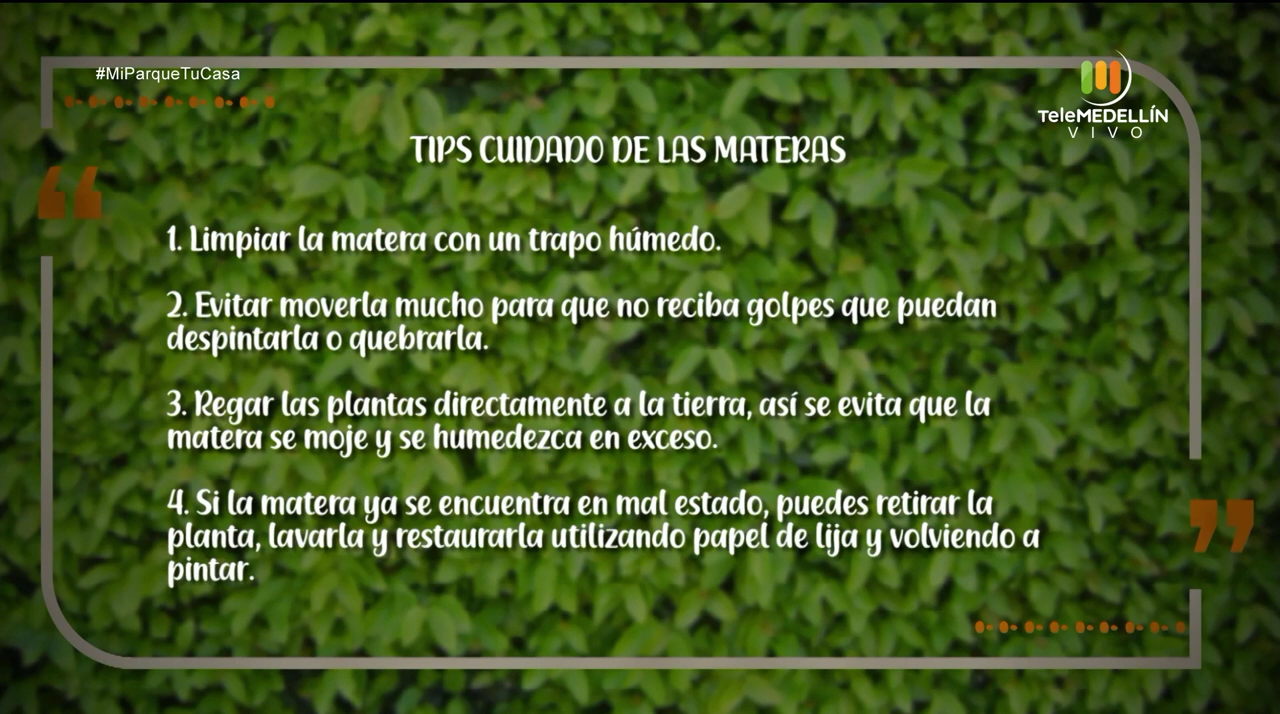 #MiParqueTuCasa
TeleMEDELLÍN
VIVO
TIPS CUIDADO DE LAS MATERAS
1. Limpiar la matera con un trapo húmedo.
2. Evitar moverla mucho para que no reciba golpes que puedan
despintarla o quebrarla.
3. Regar las plantas directamente a la tierra, así se evita que la
matera se moje y se humedezca en exceso.
4. Si la matera ya se encuentra en mal estado, puedes retirar la
planta, lavarla y restaurarla utilizando papel de lija y volviendo a
pintar.